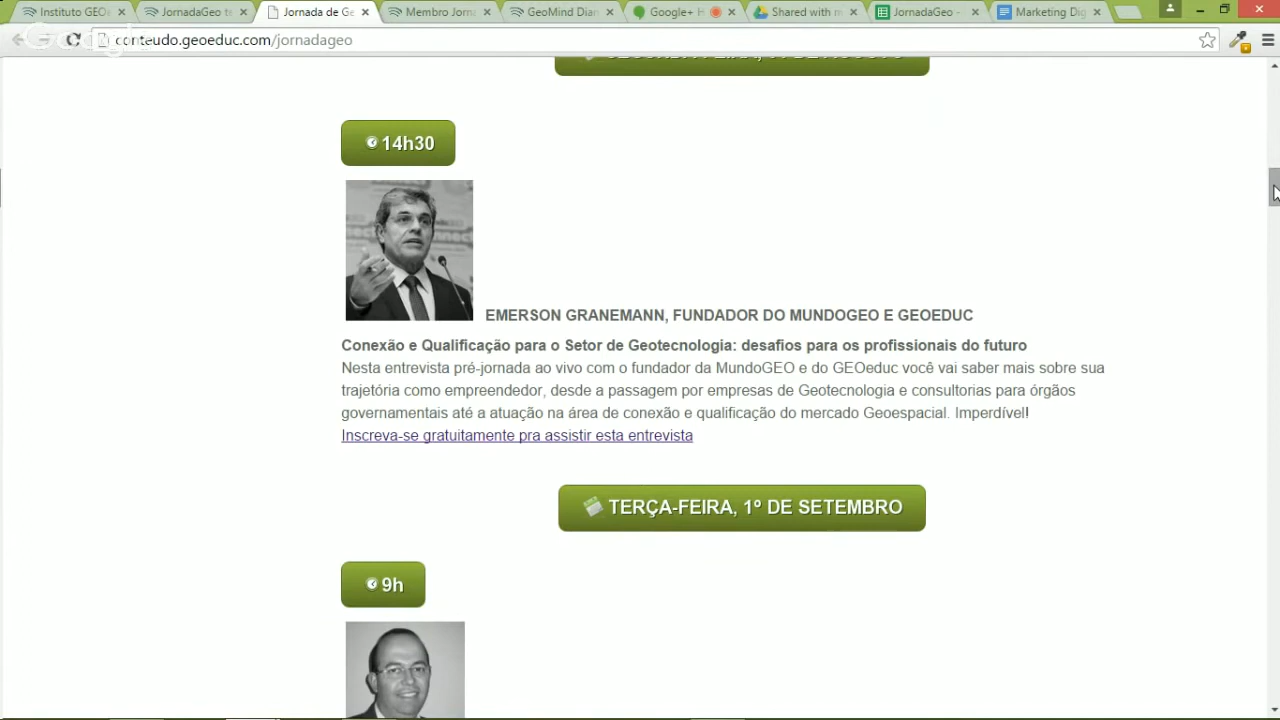 Instituto GEO
JornadaGeo te
Jornada de Ge
Membro Jorna
GeoMind Dian
Google+ H
Shared with m
JornadaGeo -
Marketing Dig
conteudo.geoeduc.com/jornadageo
14h30
EMERSON GRANEMANN, FUNDADOR DO MUNDOGEO E GEOEDUC
Conexão e Qualificação para o Setor de Geotecnologia: desafios para os profissionais do futuro
Nesta entrevista pré-jornada ao vivo com o fundador da MundoGEO e do GEOeduc você vai saber mais sobre sua
trajetória como empreendedor, desde a passagem por empresas de Geotecnologia e consultorias para órgãos
governamentais até a atuação na área de conexão e qualificação do mercado Geoespacial. Imperdível!
Inscreva-se gratuitamente pra assistir esta entrevista
TERÇA-FEIRA, 1º DE SETEMBRO
9h